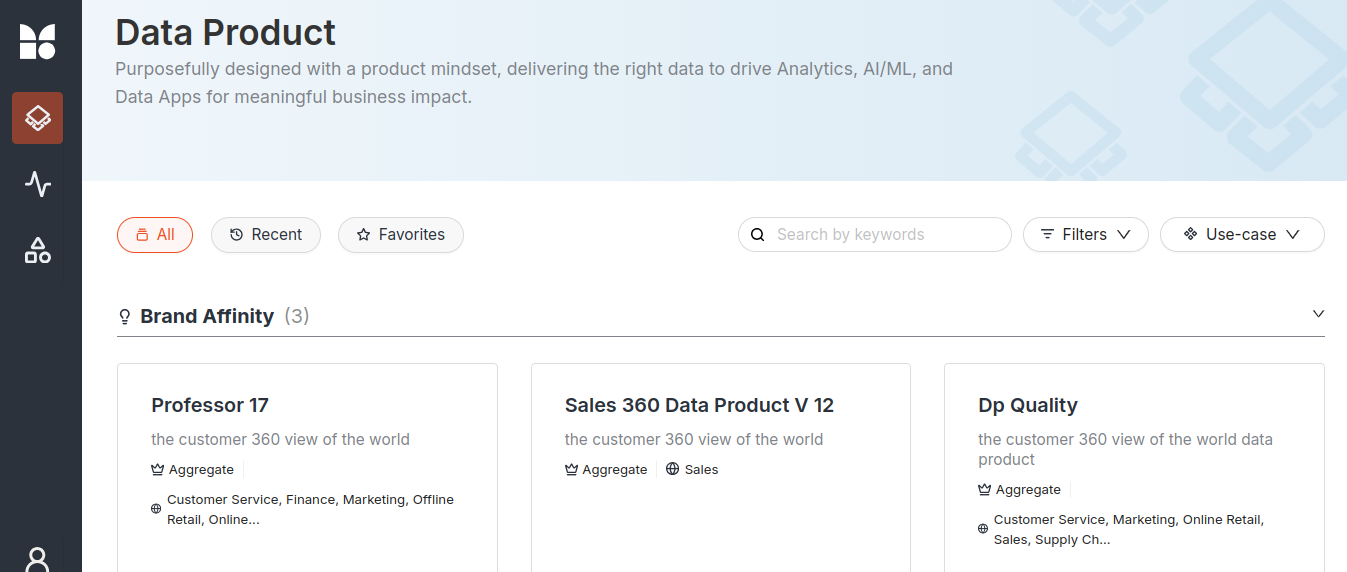 Data Product
Purposefully designed with a product mindset, delivering the right data to drive Analytics, AI/ML, and
Data Apps for meaningful business impact.
All
Recent
Favorites
Search by keywords
Filters
Use-case
Brand Affinity (3)
Professor 17
the customer 360 view of the world
Aggregate
Customer Service, Finance, Marketing, Offline
Retail, Online...
Sales 360 Data Product V 12
the customer 360 view of the world
Aggregate
Sales
Dp Quality
the customer 360 view of the world data
product
Aggregate
Customer Service, Marketing, Online Retail,
Sales, Supply Ch...